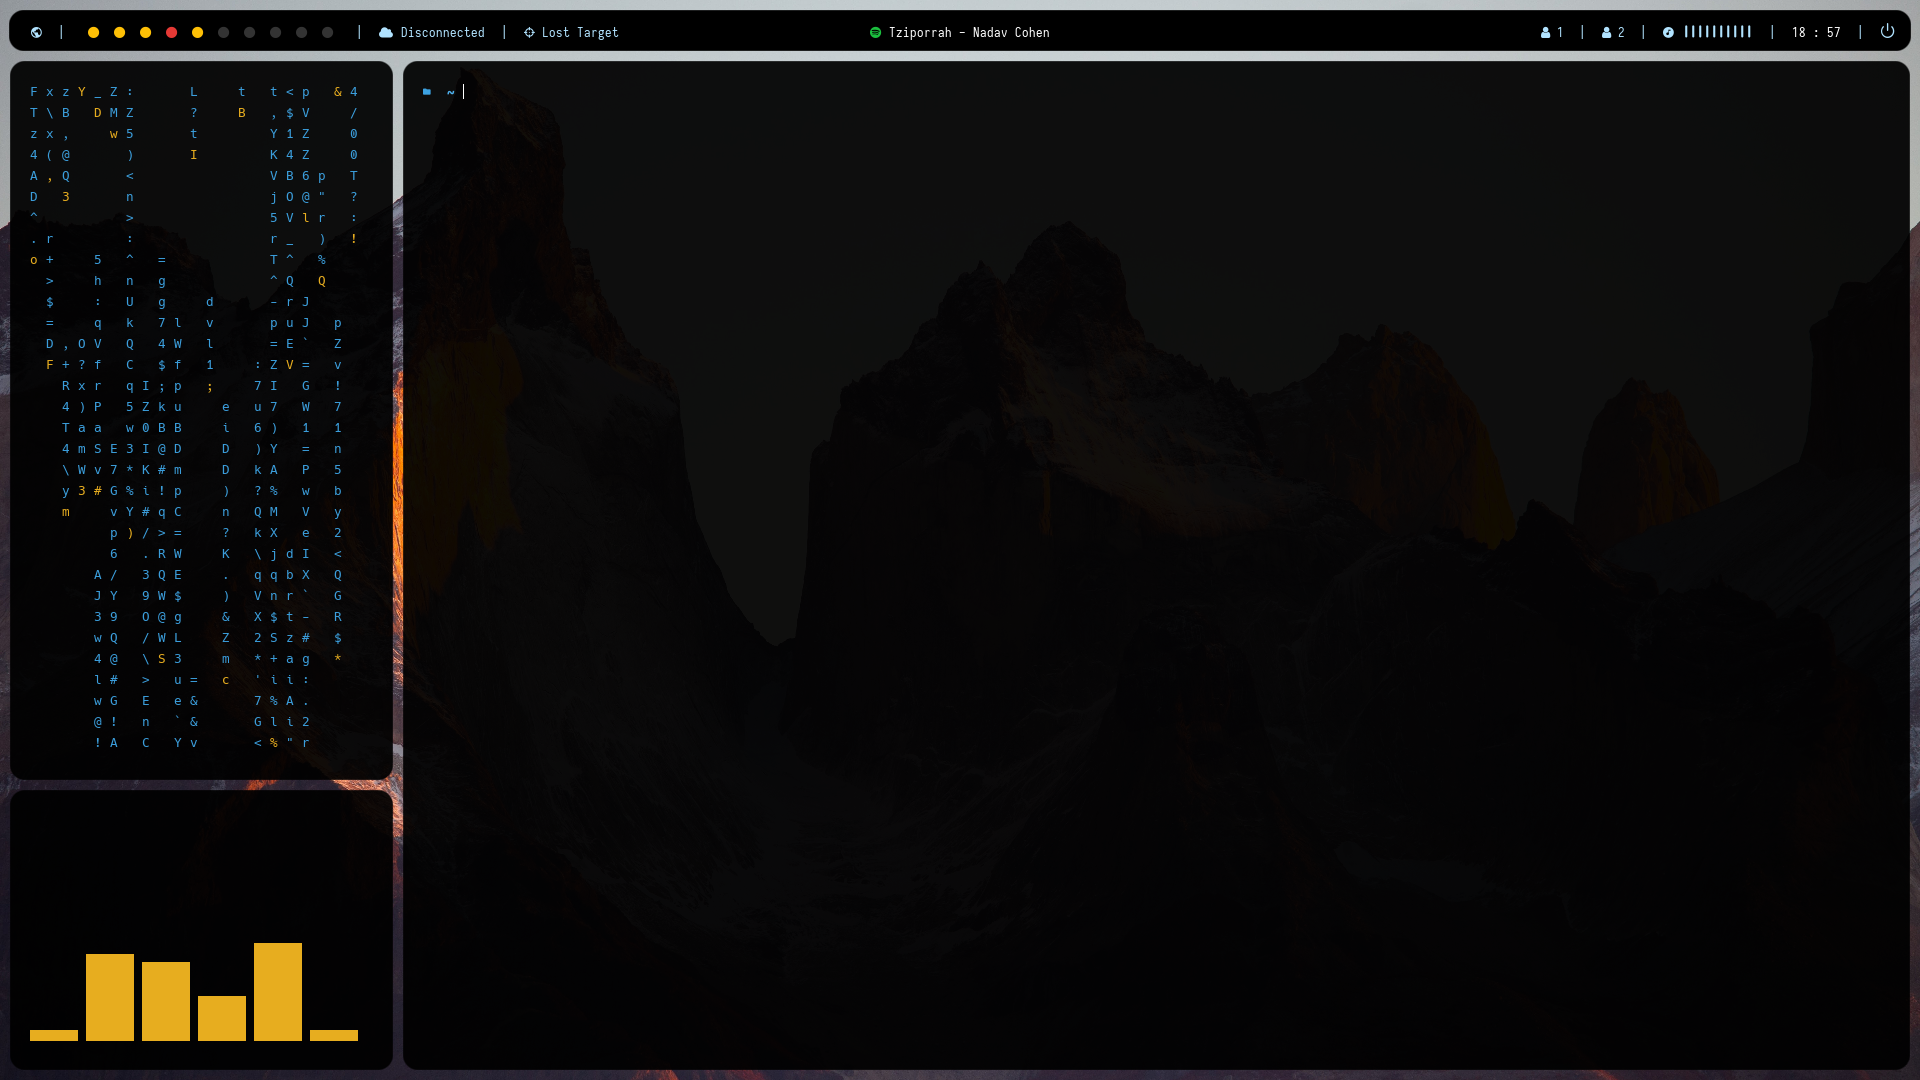 Disconnected | Lost Target
Tziporrah - Nadav Cohen
1 | 2 | |||||||||| | 18 : 57 |
F x z Y _ Z : L t t < p & 4
T \ B D M Z ? B , $ V /
z x , w 5 t Y 1 Z 0
4 ( @ ) I K 4 Z 0
A , Q < V B 6 p T
D 3 n j O @ " ?
^ > 5 V l r :
. r : r _ ) !
o + 5 ^ = T ^ %
> h n g ^ Q Q
$ : U g d - r J
= q k 7 l v p u J p
D , O V Q 4 W l = E ` Z
F + ? f C $ f 1 : Z V = v
R x r q I ; p ; 7 I G !
4 ) P 5 Z k u e u 7 W 7
T a a w 0 B B i 6 ) 1 1
4 m S E 3 I @ D D ) Y = n
\ W v 7 * K # m D k A P 5
y 3 # G % i ! p ) ? % w b
m v Y # q C n Q M V y
p ) / > = ? k X e 2
6 . R W K \ j d I <
A / 3 Q E . q q b X Q
J Y 9 W $ ) V n r ` G
3 9 O @ g & X $ t - R
w Q / W L Z 2 S z # $
4 @ \ S 3 m * + a g *
l # > u = c ' i i :
w G E e & 7 % A .
@ ! n ` & G l i 2
! A C Y v < % " r
~